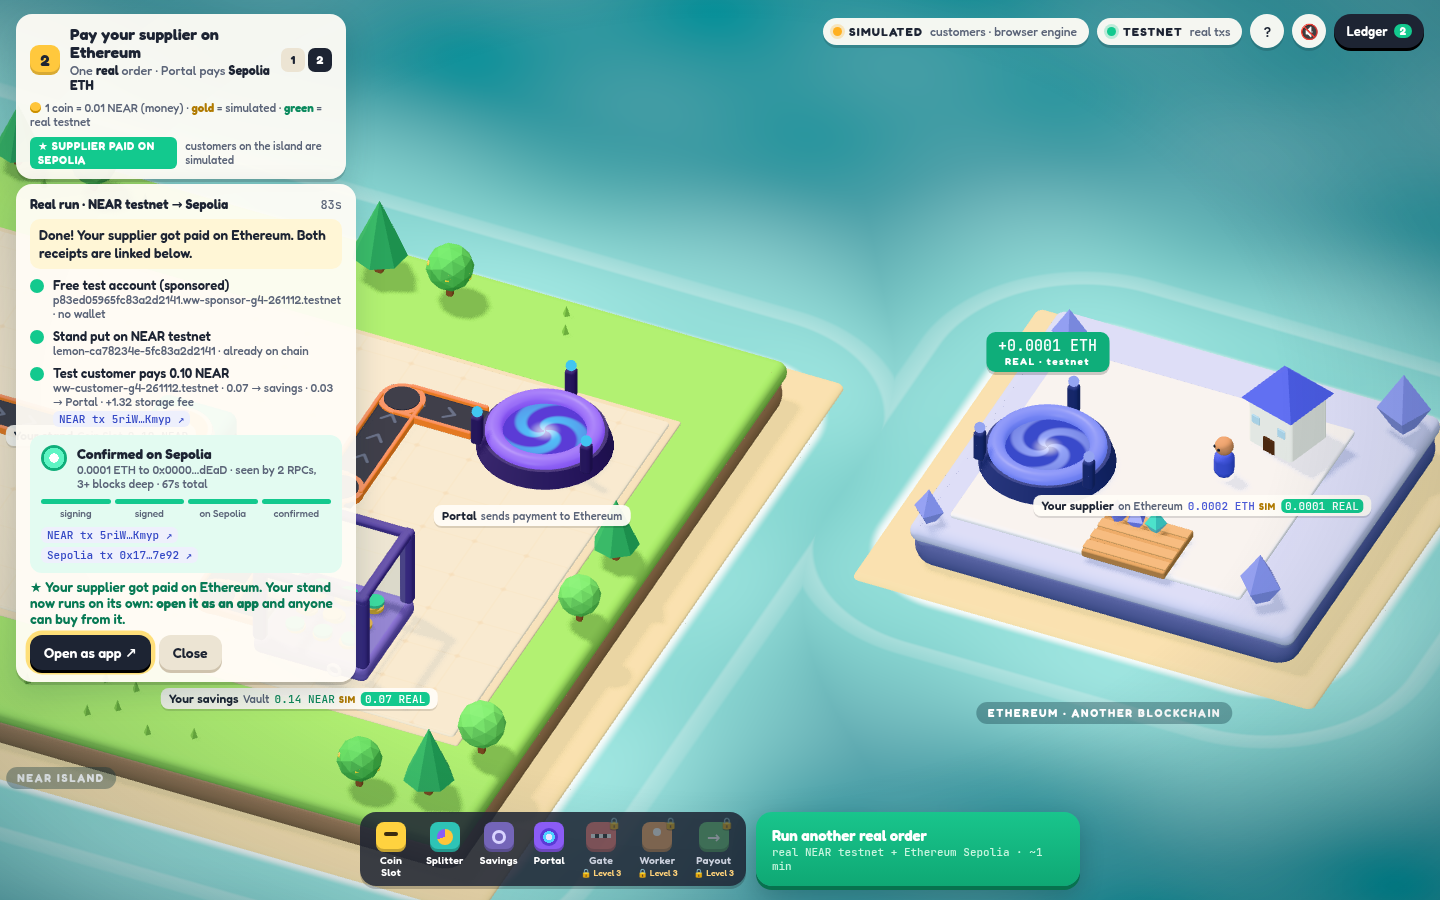 2
Pay your supplier on
Ethereum
One real order · Portal pays Sepolia
ETH
1
2
1 coin = 0.01 NEAR (money) · gold = simulated · green =
real testnet
★ SUPPLIER PAID ON
SEPOLIA
customers on the island are
simulated
SIMULATED customers · browser engine
TESTNET real txs
?
Ledger 2
Real run · NEAR testnet → Sepolia
83s
Done! Your supplier got paid on Ethereum. Both
receipts are linked below.
Free test account (sponsored)
p83ed05965fc83a2d2141.ww-sponsor-g4-261112.testnet
· no wallet
Stand put on NEAR testnet
lemon-ca78234e-5fc83a2d2141 · already on chain
Test customer pays 0.10 NEAR
ww-customer-g4-261112.testnet · 0.07 → savings · 0.03
→ Portal · +1.32 storage fee
NEAR tx 5riW…Kmyp ↗
Confirmed on Sepolia
0.0001 ETH to 0x0000…dEaD · seen by 2 RPCs,
3+ blocks deep · 67s total
signing
signed
on Sepolia
confirmed
NEAR tx 5riW…Kmyp ↗
Sepolia tx 0x17…7e92 ↗
★ Your supplier got paid on Ethereum. Your stand
now runs on its own: open it as an app and anyone
can buy from it.
Open as app ↗
Close
+0.0001 ETH
REAL · testnet
Portal sends payment to Ethereum
Your supplier on Ethereum 0.0002 ETH SIM 0.0001 REAL
Your savings Vault 0.14 NEAR SIM 0.07 REAL
ETHEREUM · ANOTHER BLOCKCHAIN
NEAR ISLAND
Coin
Slot
Splitter
Savings
Portal
Gate
Level 3
Worker
Level 3
Payout
Level 3
Run another real order
real NEAR testnet + Ethereum Sepolia · ~1
min